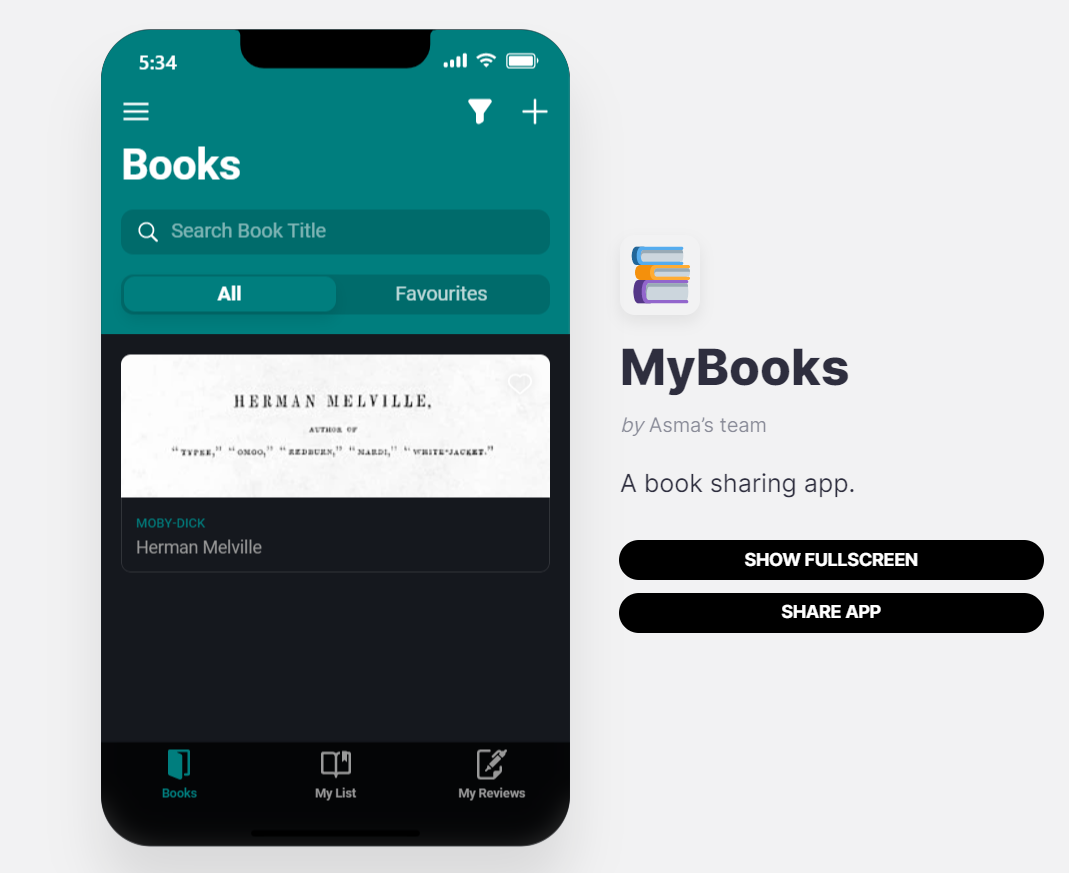 5:34
Books
Search Book Title
All
Favourites
HERMAN MELVILLE,
AUTHOR OF
“TYPEE,” “OMOO,” “REDBURN,” “MARDI,” “WHITE-JACKET.”
MOBY-DICK
Herman Melville
Books
My List
My Reviews
MyBooks
by Asma’s team
A book sharing app.
SHOW FULLSCREEN
SHARE APP